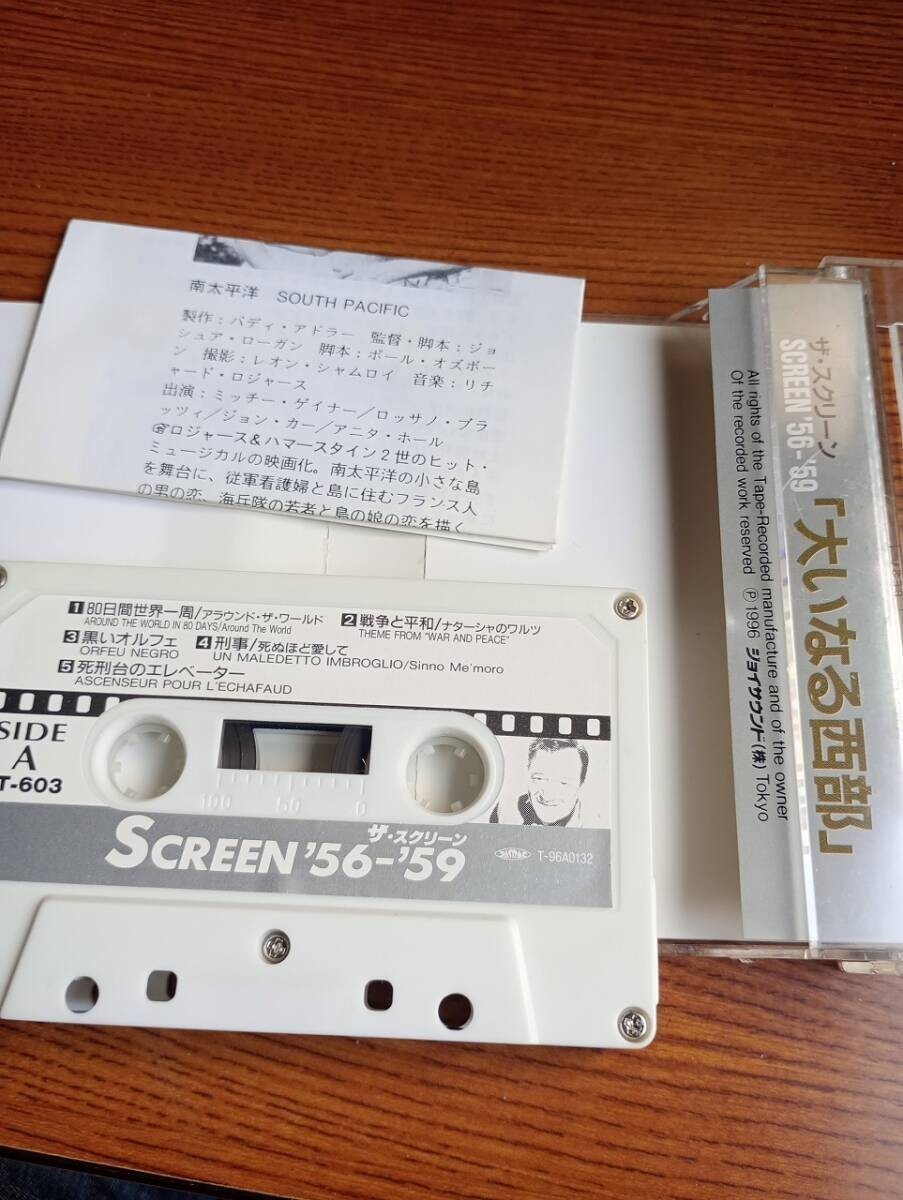 南太平洋 SOUTH PACIFIC
製作:バディ・アドラー 監督・脚本:ジョ
シュア・ローガン 脚本:ポール・オズボー
ン 撮影:レオン・シャムロイ 音楽:リチ
ャード・ロジャース
出演:ミッチー・ゲイナー/ロッサノ・ブラ
ッツィ/ジョン・カー/アニタ・ホール
☞ロジャース&ハマースタイン2世のヒット・
ミュージカルの映画化。南太平洋の小さな島
を舞台に、従軍看護婦と島に住むフランス人
の男の恋、海兵隊の若者と島の娘の恋を描く
ザ・スクリーン
SCREEN '56-'59
「大いなる西部」
All rights of the Tape-Recorded manufacture and of the owner
Of the recorded work reserved Ⓟ1996 ジョイサウンド(株) Tokyo
1 80日間世界一周/アラウンド・ザ・ワールド
AROUND THE WORLD IN 80 DAYS/Around The World
2 戦争と平和/ナターシャのワルツ
THEME FROM "WAR AND PEACE"
3 黒いオルフェ
ORFEU NEGRO
4 刑事/死ぬほど愛して
UN MALEDETTO IMBROGLIO/Sinno Me'moro
5 死刑台のエレベーター
ASCENSEUR POUR L'ECHAFAUD
SIDE
A
T-603
100 50 0
ザ・スクリーン
SCREEN '56-'59
T-96A0132